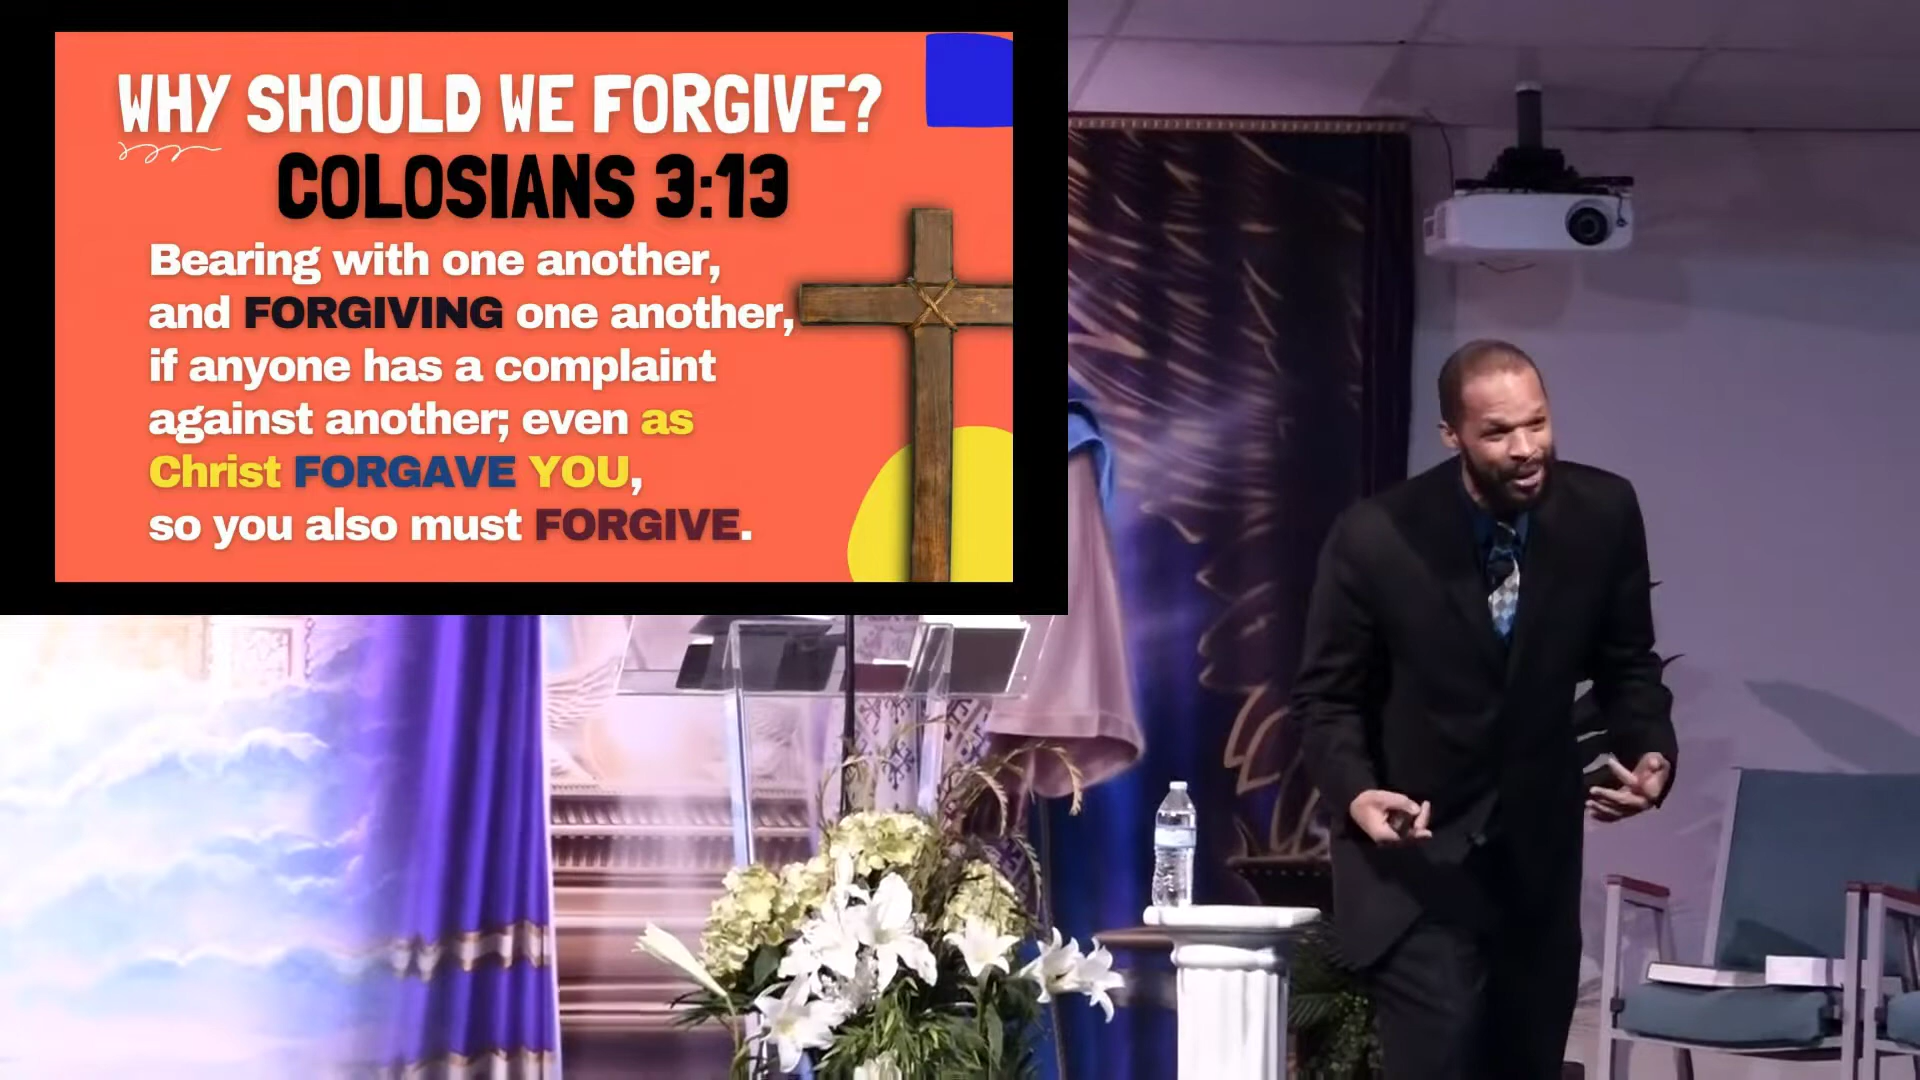 WHY SHOULD WE FORGIVE?
COLOSIANS 3:13
Bearing with one another,
and FORGIVING one another,
if anyone has a complaint
against another; even as
Christ FORGAVE YOU,
so you also must FORGIVE.